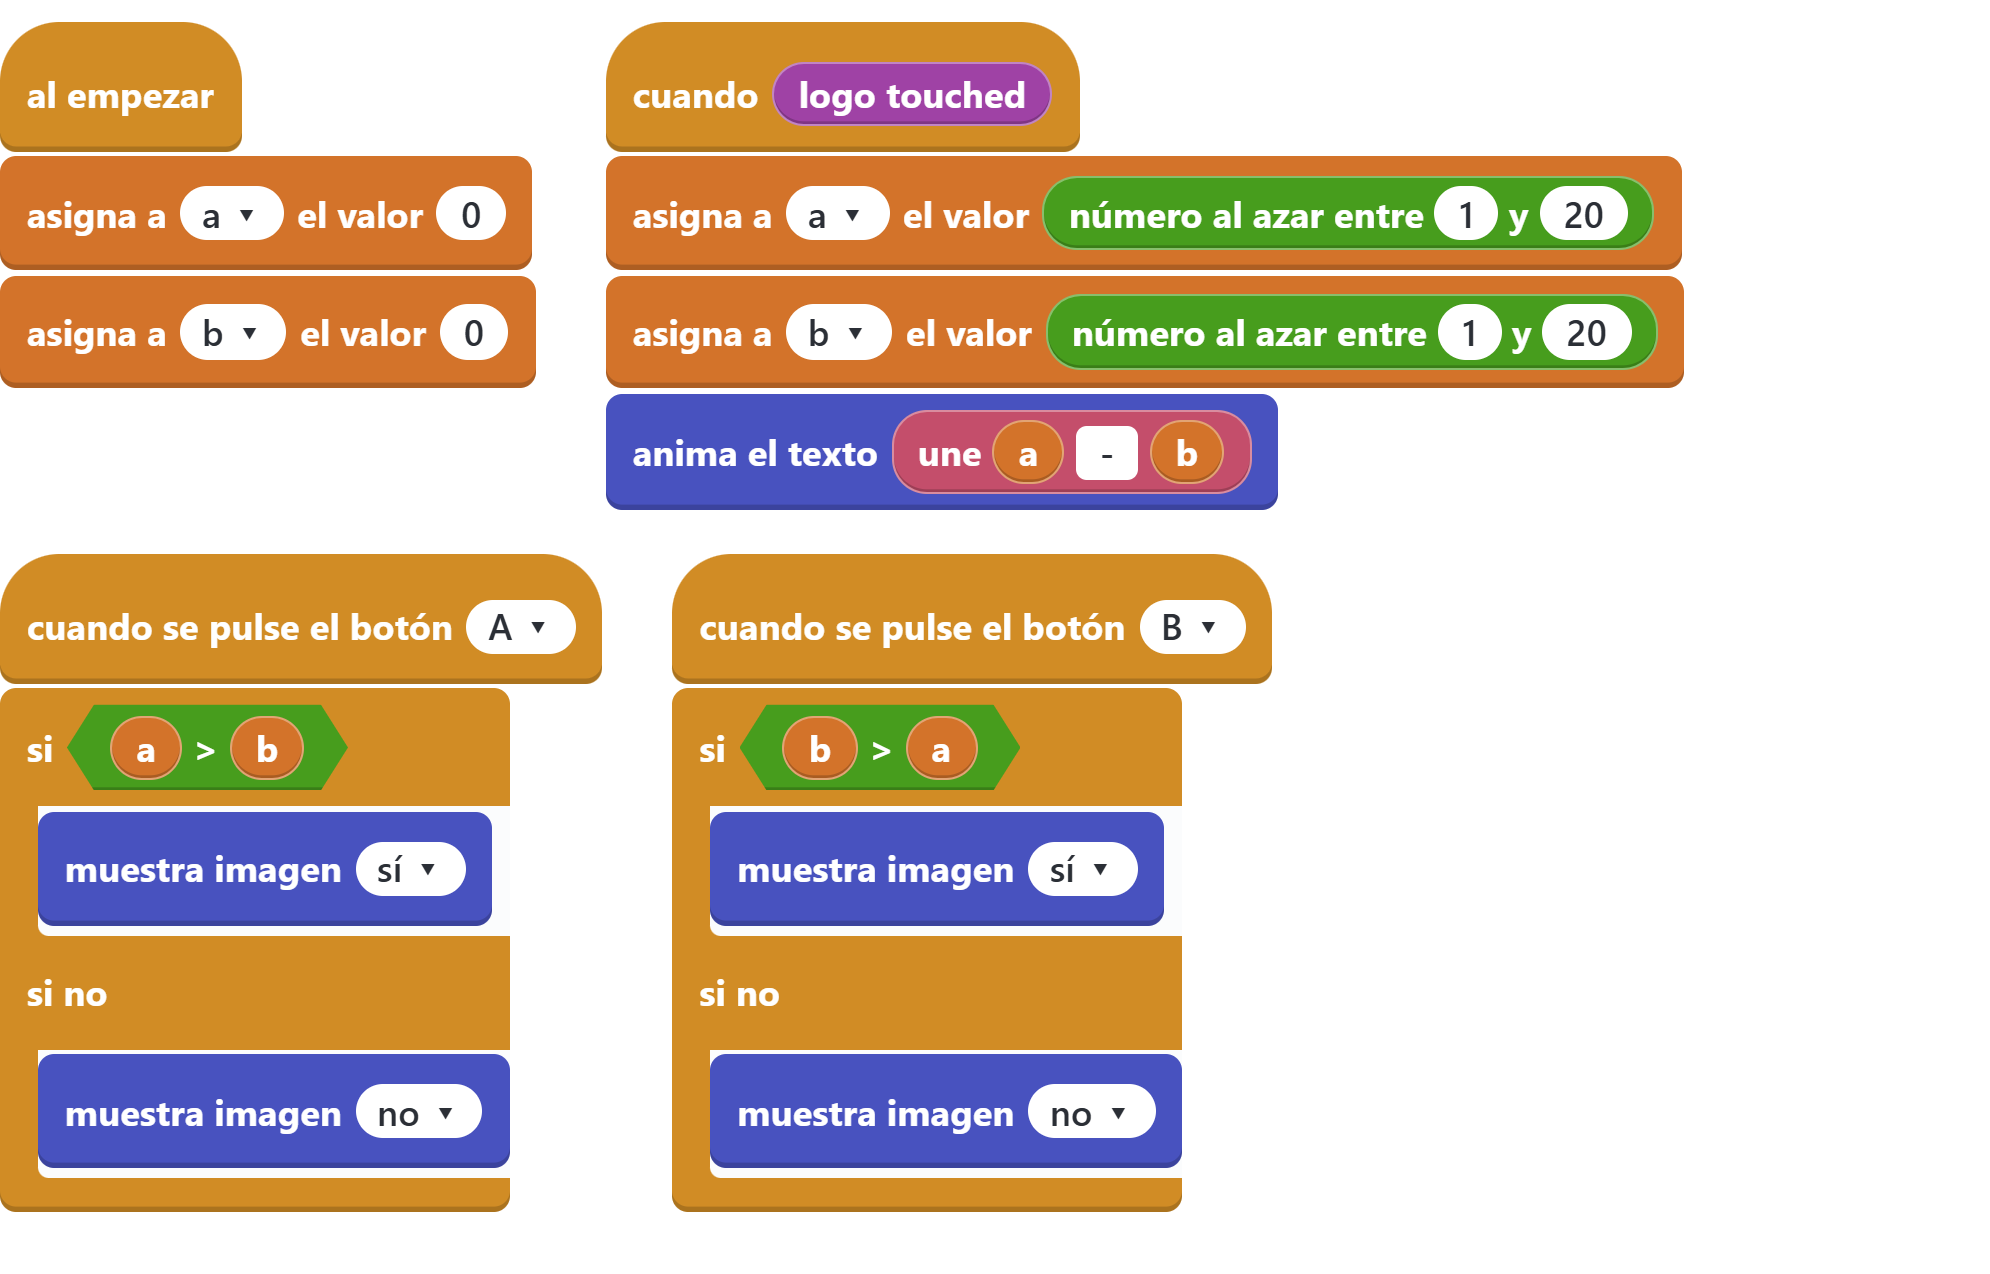 al empezar
asigna a a ▼ el valor 0
asigna a b ▼ el valor 0
cuando logo touched
asigna a a ▼ el valor número al azar entre 1 y 20
asigna a b ▼ el valor número al azar entre 1 y 20
anima el texto une a - b
cuando se pulse el botón A ▼
si a > b
muestra imagen sí ▼
si no
muestra imagen no ▼
cuando se pulse el botón B ▼
si b > a
muestra imagen sí ▼
si no
muestra imagen no ▼